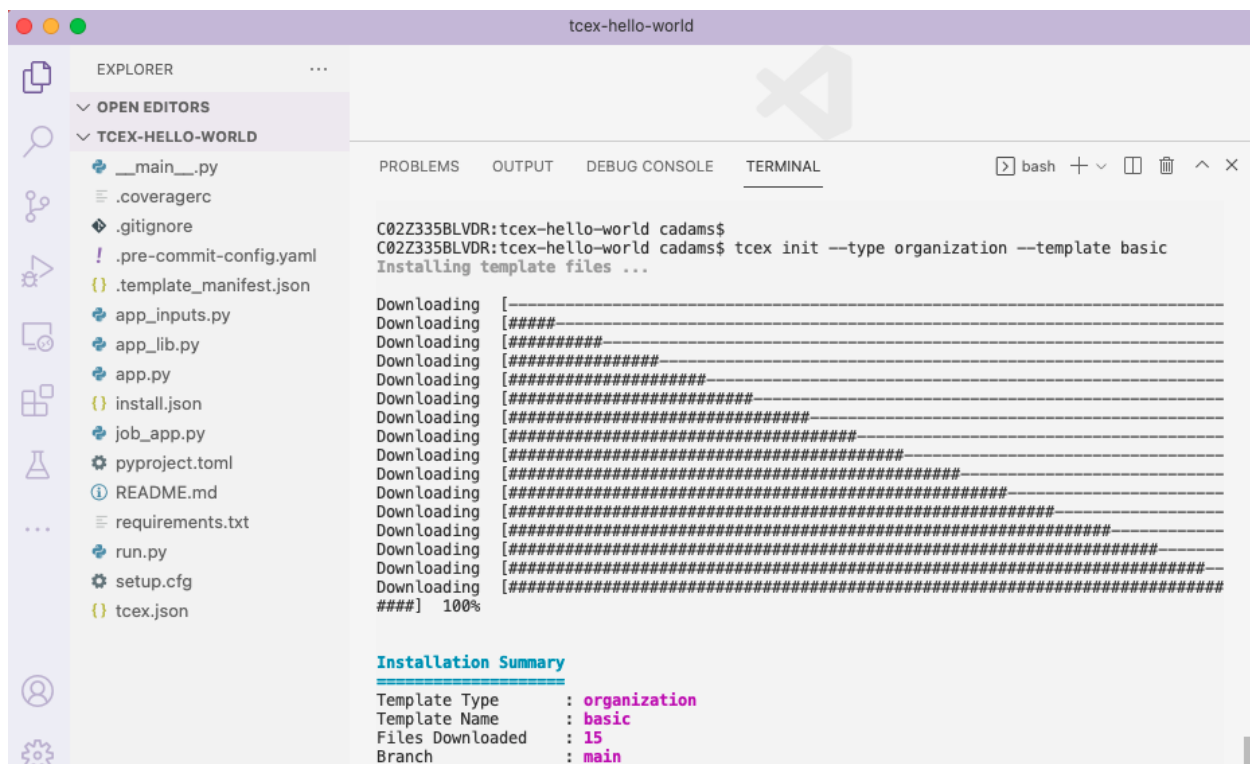 tcex-hello-world
EXPLORER
OPEN EDITORS
TCEX-HELLO-WORLD
__main__.py
.coveragerc
.gitignore
.pre-commit-config.yaml
.template_manifest.json
app_inputs.py
app_lib.py
app.py
install.json
job_app.py
pyproject.toml
README.md
requirements.txt
run.py
setup.cfg
tcex.json
PROBLEMS OUTPUT DEBUG CONSOLE TERMINAL bash
C02Z335BLVDR:tcex-hello-world cadams$
C02Z335BLVDR:tcex-hello-world cadams$ tcex init --type organization --template basic
Installing template files ...
Downloading [--------------------------------------------------------------------------------------------
Downloading [#####---------------------------------------------------------------------------------------
Downloading [##########----------------------------------------------------------------------------------
Downloading [################----------------------------------------------------------------------------
Downloading [#####################-----------------------------------------------------------------------
Downloading [##########################------------------------------------------------------------------
Downloading [################################------------------------------------------------------------
Downloading [#####################################-------------------------------------------------------
Downloading [##########################################--------------------------------------------------
Downloading [################################################--------------------------------------------
Downloading [#####################################################---------------------------------------
Downloading [##########################################################----------------------------------
Downloading [################################################################------------
Downloading [#####################################################################-------
Downloading [##########################################################################--
Downloading [############################################################################
####] 100%
Installation Summary
====================
Template Type : organization
Template Name : basic
Files Downloaded : 15
Branch : main